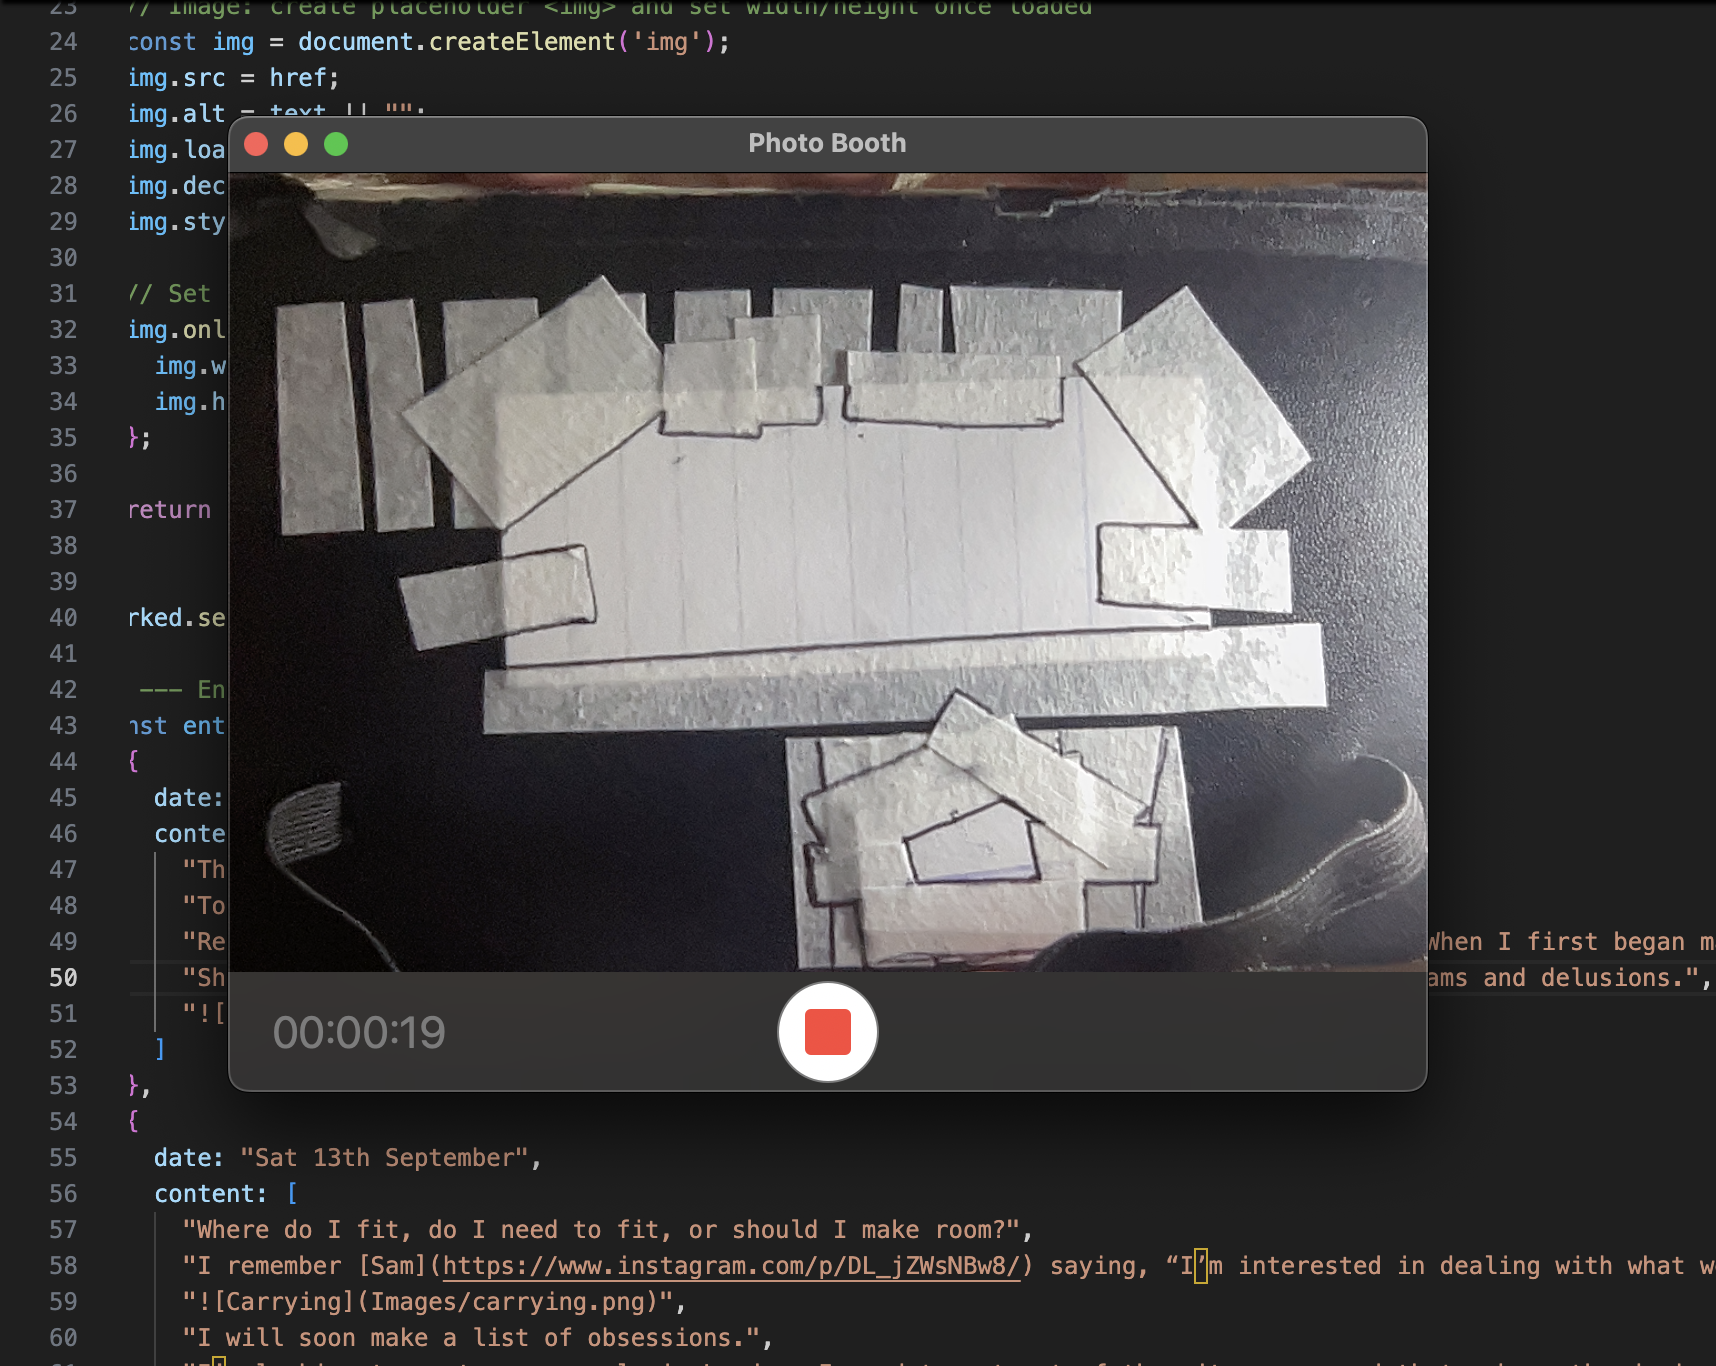 23 // Image: create placeholder <img> and set width/height once loaded
24 const img = document.createElement('img');
25 img.src = href;
26 img.alt = text || "";
27 img.loa
28 img.dec
29 img.sty
30
31 // Set
32 img.onl
33 img.w
34 img.h
35 };
36
37 return
38
39
40 rked.se
41
42 --- En
43 nst ent
44 {
45 date:
46 conte
47 "Th
48 "To
49 "Re When I first began m
50 "Sh ams and delusions.",
51 "![
52 ]
53 },
54 {
55 date: "Sat 13th September",
56 content: [
57 "Where do I fit, do I need to fit, or should I make room?",
58 "I remember [Sam](https://www.instagram.com/p/DL_jZWsNBw8/) saying, “I’m interested in dealing with what w
59 "![Carrying](Images/carrying.png)",
60 "I will soon make a list of obsessions.",
Photo Booth
00:00:19